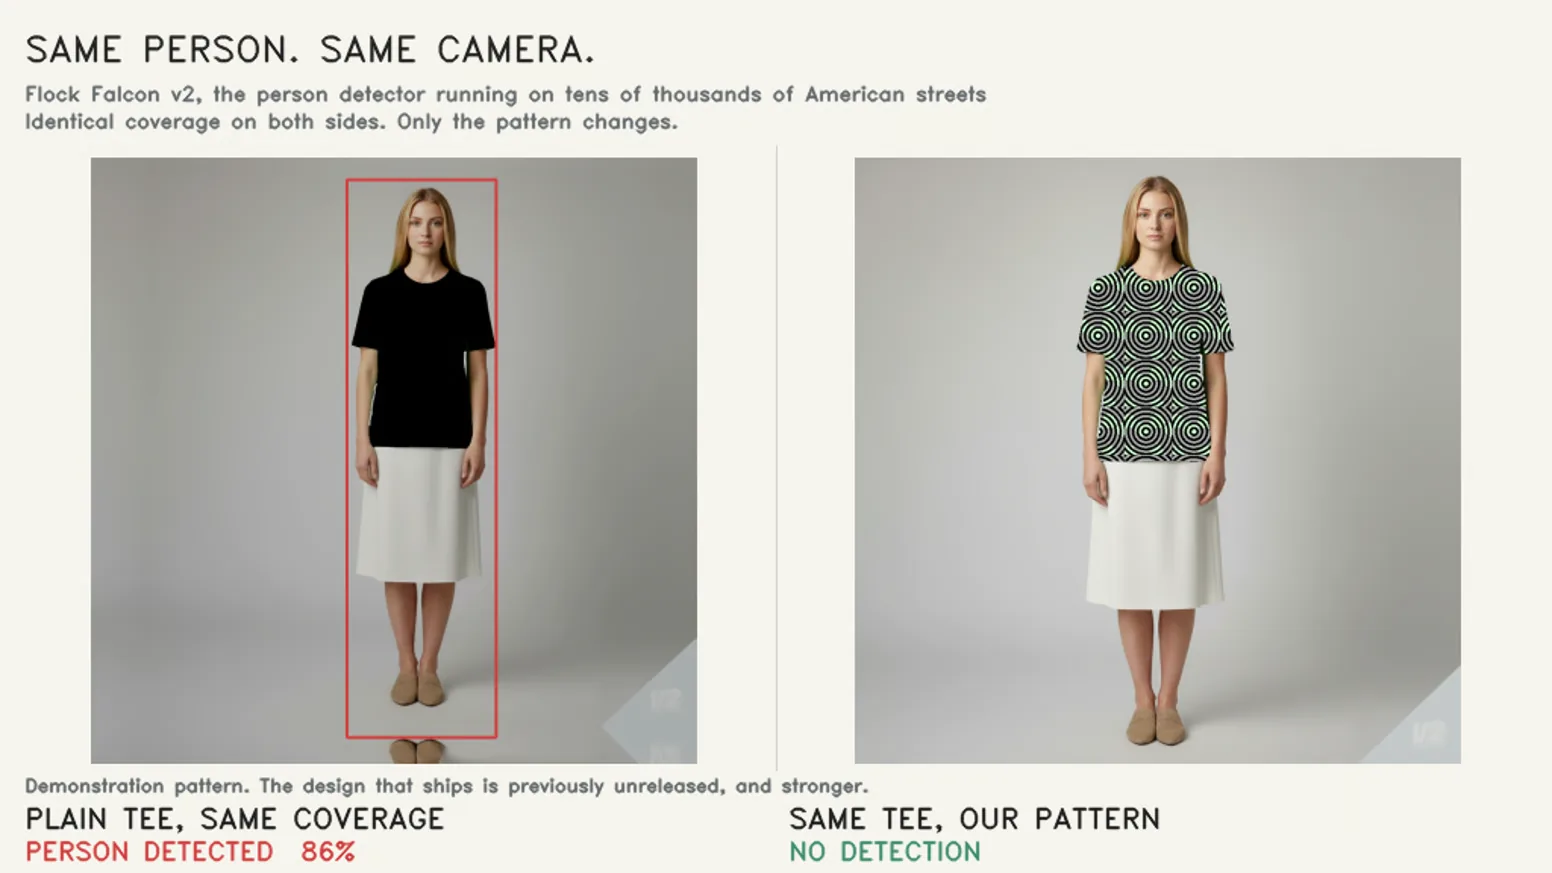 SAME PERSON. SAME CAMERA.
Flock Falcon v2, the person detector running on tens of thousands of American streets
Identical coverage on both sides. Only the pattern changes.
V2
V2
Demonstration pattern. The design that ships is previously unreleased, and stronger.
PLAIN TEE, SAME COVERAGE
PERSON DETECTED 86%
SAME TEE, OUR PATTERN
NO DETECTION